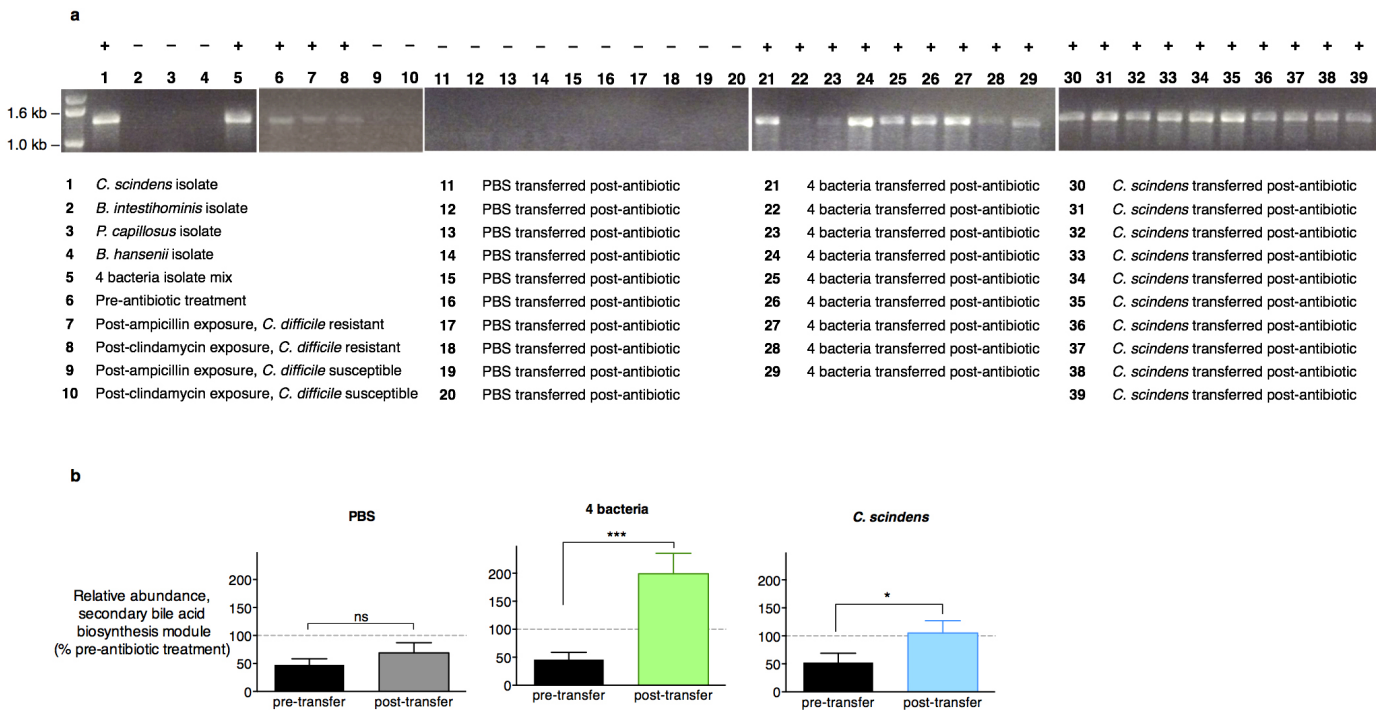 a
+ – – – + + + + – – – – – – – – – – – – + + + + + + + + + + + + + + + + + + +
1 2 3 4 5 6 7 8 9 10 11 12 13 14 15 16 17 18 19 20 21 22 23 24 25 26 27 28 29 30 31 32 33 34 35 36 37 38 39
1.6 kb –
1.0 kb –
1 C. scindens isolate
2 B. intestihominis isolate
3 P. capillosus isolate
4 B. hansenii isolate
5 4 bacteria isolate mix
6 Pre-antibiotic treatment
7 Post-ampicillin exposure, C. difficile resistant
8 Post-clindamycin exposure, C. difficile resistant
9 Post-ampicillin exposure, C. difficile susceptible
10 Post-clindamycin exposure, C. difficile susceptible
11 PBS transferred post-antibiotic
12 PBS transferred post-antibiotic
13 PBS transferred post-antibiotic
14 PBS transferred post-antibiotic
15 PBS transferred post-antibiotic
16 PBS transferred post-antibiotic
17 PBS transferred post-antibiotic
18 PBS transferred post-antibiotic
19 PBS transferred post-antibiotic
20 PBS transferred post-antibiotic
21 4 bacteria transferred post-antibiotic
22 4 bacteria transferred post-antibiotic
23 4 bacteria transferred post-antibiotic
24 4 bacteria transferred post-antibiotic
25 4 bacteria transferred post-antibiotic
26 4 bacteria transferred post-antibiotic
27 4 bacteria transferred post-antibiotic
28 4 bacteria transferred post-antibiotic
29 4 bacteria transferred post-antibiotic
30 C. scindens transferred post-antibiotic
31 C. scindens transferred post-antibiotic
32 C. scindens transferred post-antibiotic
33 C. scindens transferred post-antibiotic
34 C. scindens transferred post-antibiotic
35 C. scindens transferred post-antibiotic
36 C. scindens transferred post-antibiotic
37 C. scindens transferred post-antibiotic
38 C. scindens transferred post-antibiotic
39 C. scindens transferred post-antibiotic
b
Relative abundance,
secondary bile acid
biosynthesis module
(% pre-antibiotic treatment)
PBS
200
150
100
50
0
ns
pre-transfer post-transfer
4 bacteria
200
150
100
50
0
***
pre-transfer post-transfer
C. scindens
200
150
100
50
0
*
pre-transfer post-transfer